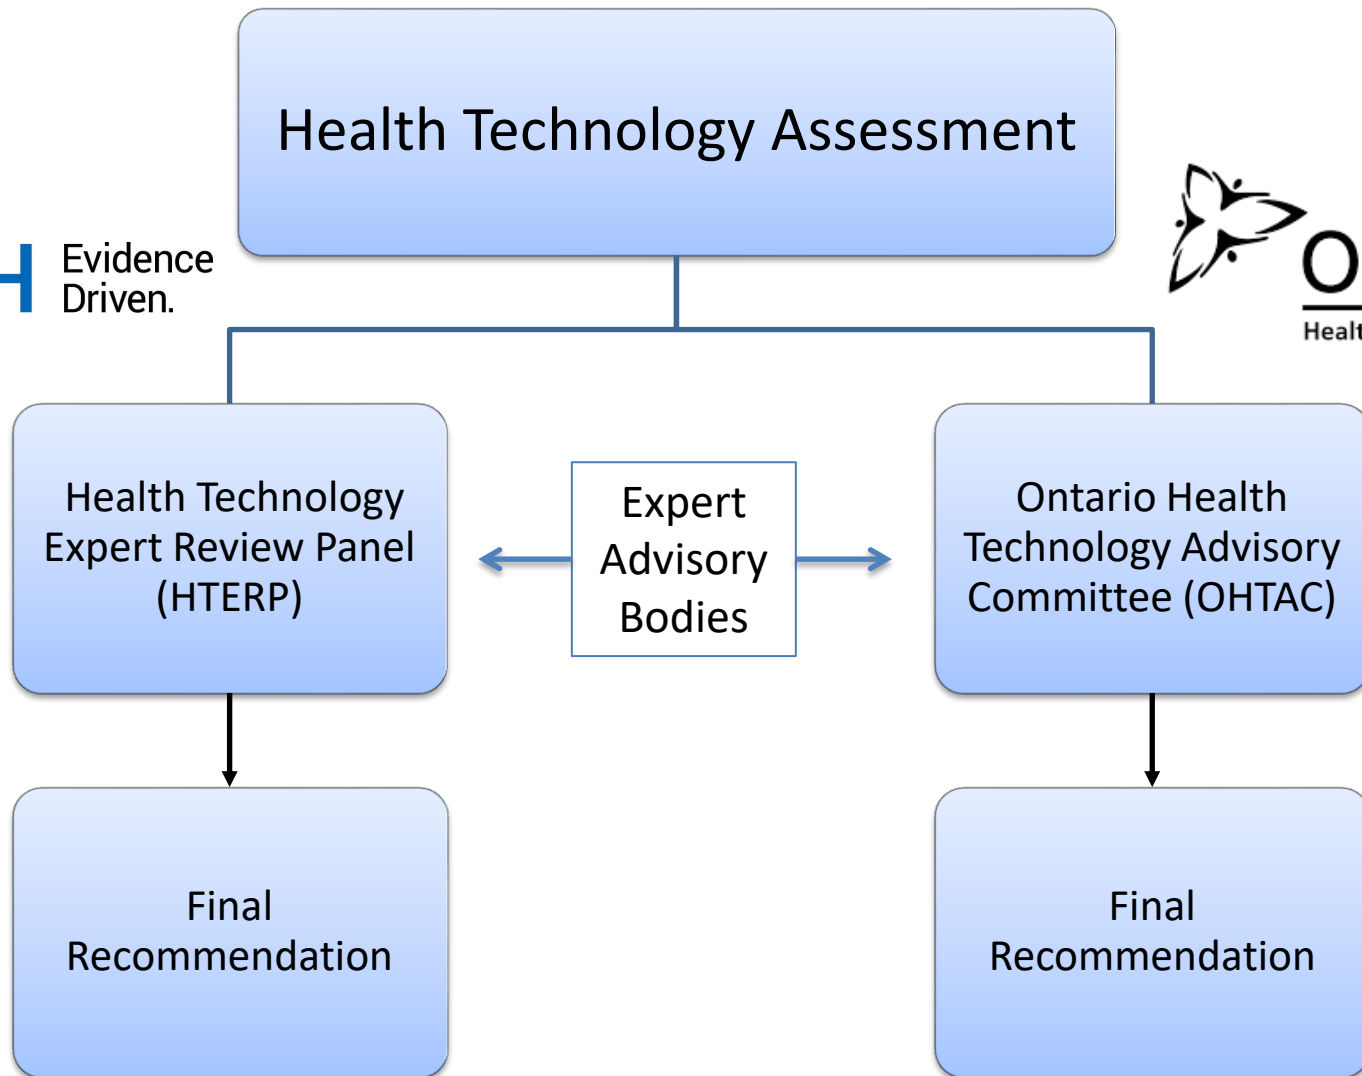 Health Technology Assessment
H Evidence
Driven.
O
Healt
Health Technology
Expert Review Panel
(HTERP)
Expert
Advisory
Bodies
Ontario Health
Technology Advisory
Committee (OHTAC)
Final
Recommendation
Final
Recommendation